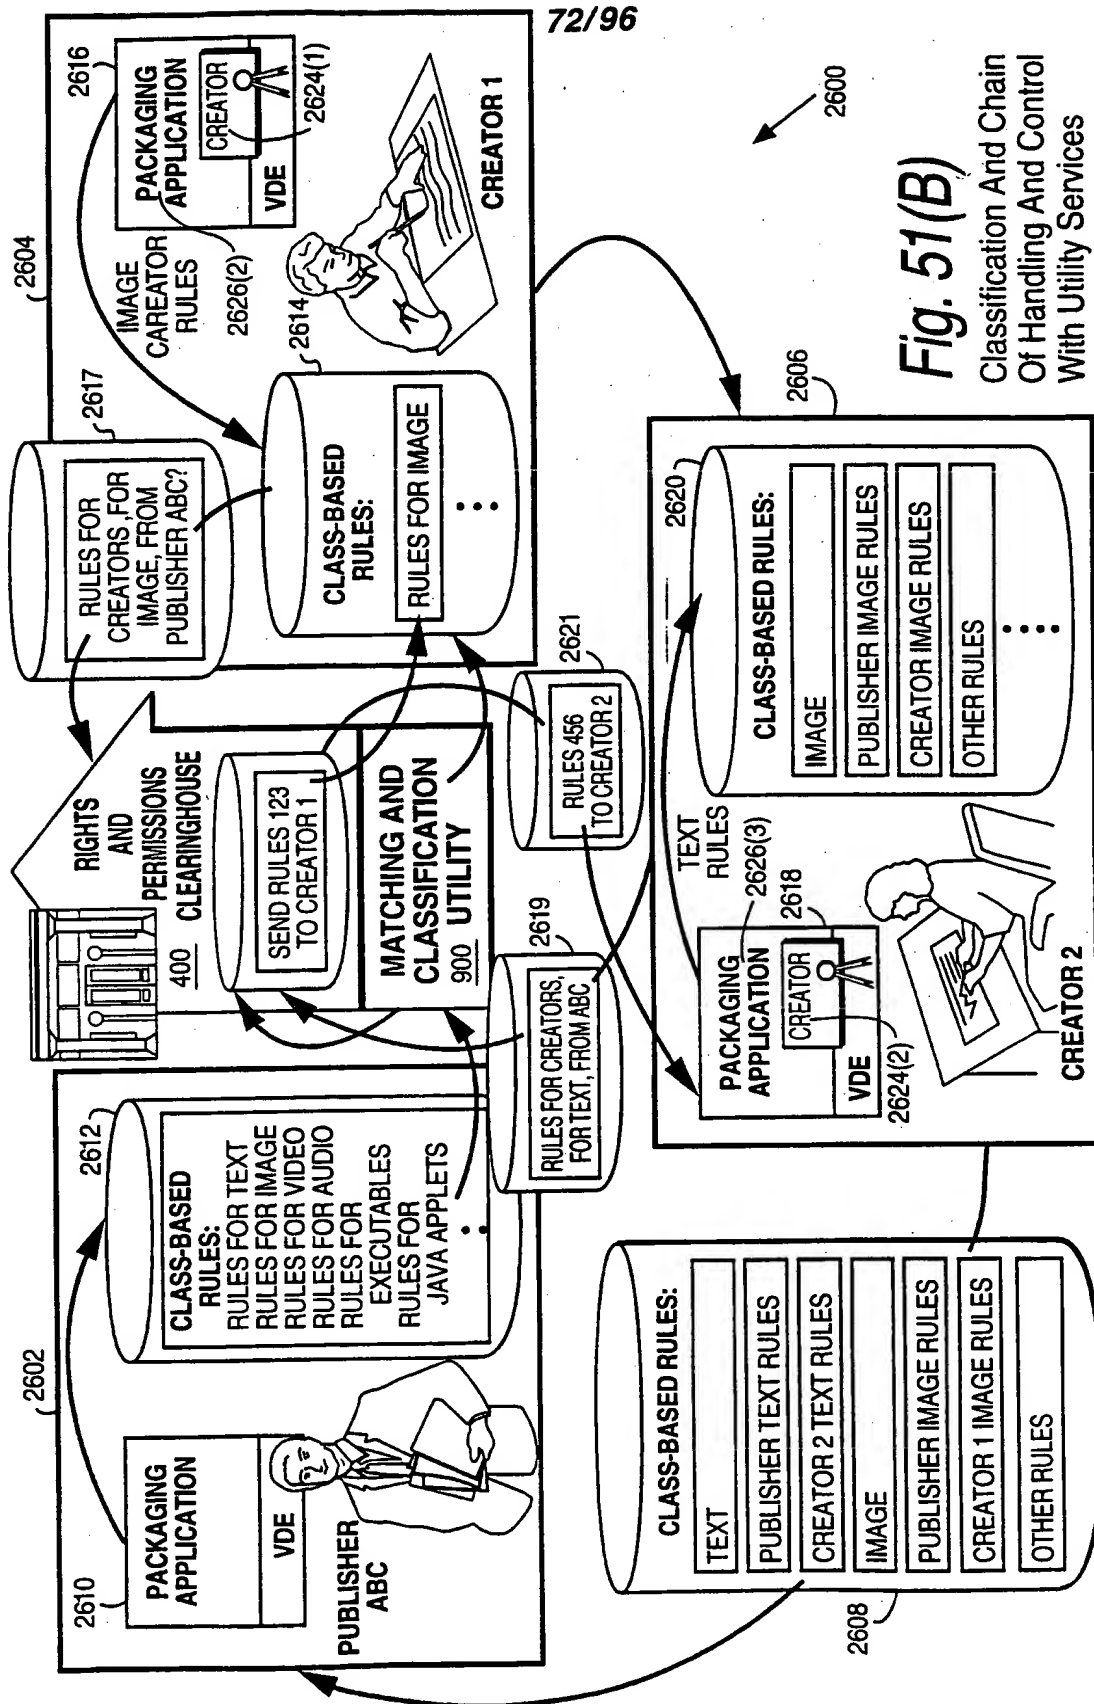 72/96
2602
2610
PACKAGING
APPLICATION
VDE
PUBLISHER
ABC
2612
CLASS-BASED
RULES:
RULES FOR TEXT
RULES FOR IMAGE
RULES FOR VIDEO
RULES FOR AUDIO
RULES FOR
EXECUTABLES
RULES FOR
JAVA APPLETS
RIGHTS
AND
PERMISSIONS
CLEARINGHOUSE
400
SEND RULES 123
TO CREATOR 1
MATCHING AND
CLASSIFICATION
900 UTILITY
2617
RULES FOR
CREATORS ,FOR
IMAGE, FROM
PUBLISHER ABC?
2604
IMAGE
CAREATOR
RULES
2626(2)
2616
PACKAGING
APPLICATION
CREATOR
VDE
2624(1)
2614
CLASS-BASED
RULES:
RULES FOR IMAGE
CREATOR 1
2619
RULES FOR CREATORS,
FOR TEXT, FROM ABC
2621
RULES 456
TO CREATOR 2
2608
CLASS-BASED RULES:
TEXT
PUBLISHER TEXT RULES
CREATOR 2 TEXT RULES
IMAGE
PUBLISHER IMAGE RULES
CREATOR 1 IMAGE RULES
OTHER RULES
2606
PACKAGING
APPLICATION
CREATOR
VDE
2624(2)
2618
2626(3)
TEXT
RULES
CREATOR 2
2620
CLASS-BASED RULES:
IMAGE
PUBLISHER IMAGE RULES
CREATOR IMAGE RULES
OTHER RULES
2600
Fig. 51(B)
Classification And Chain
Of Handling And Control
With Utility Services